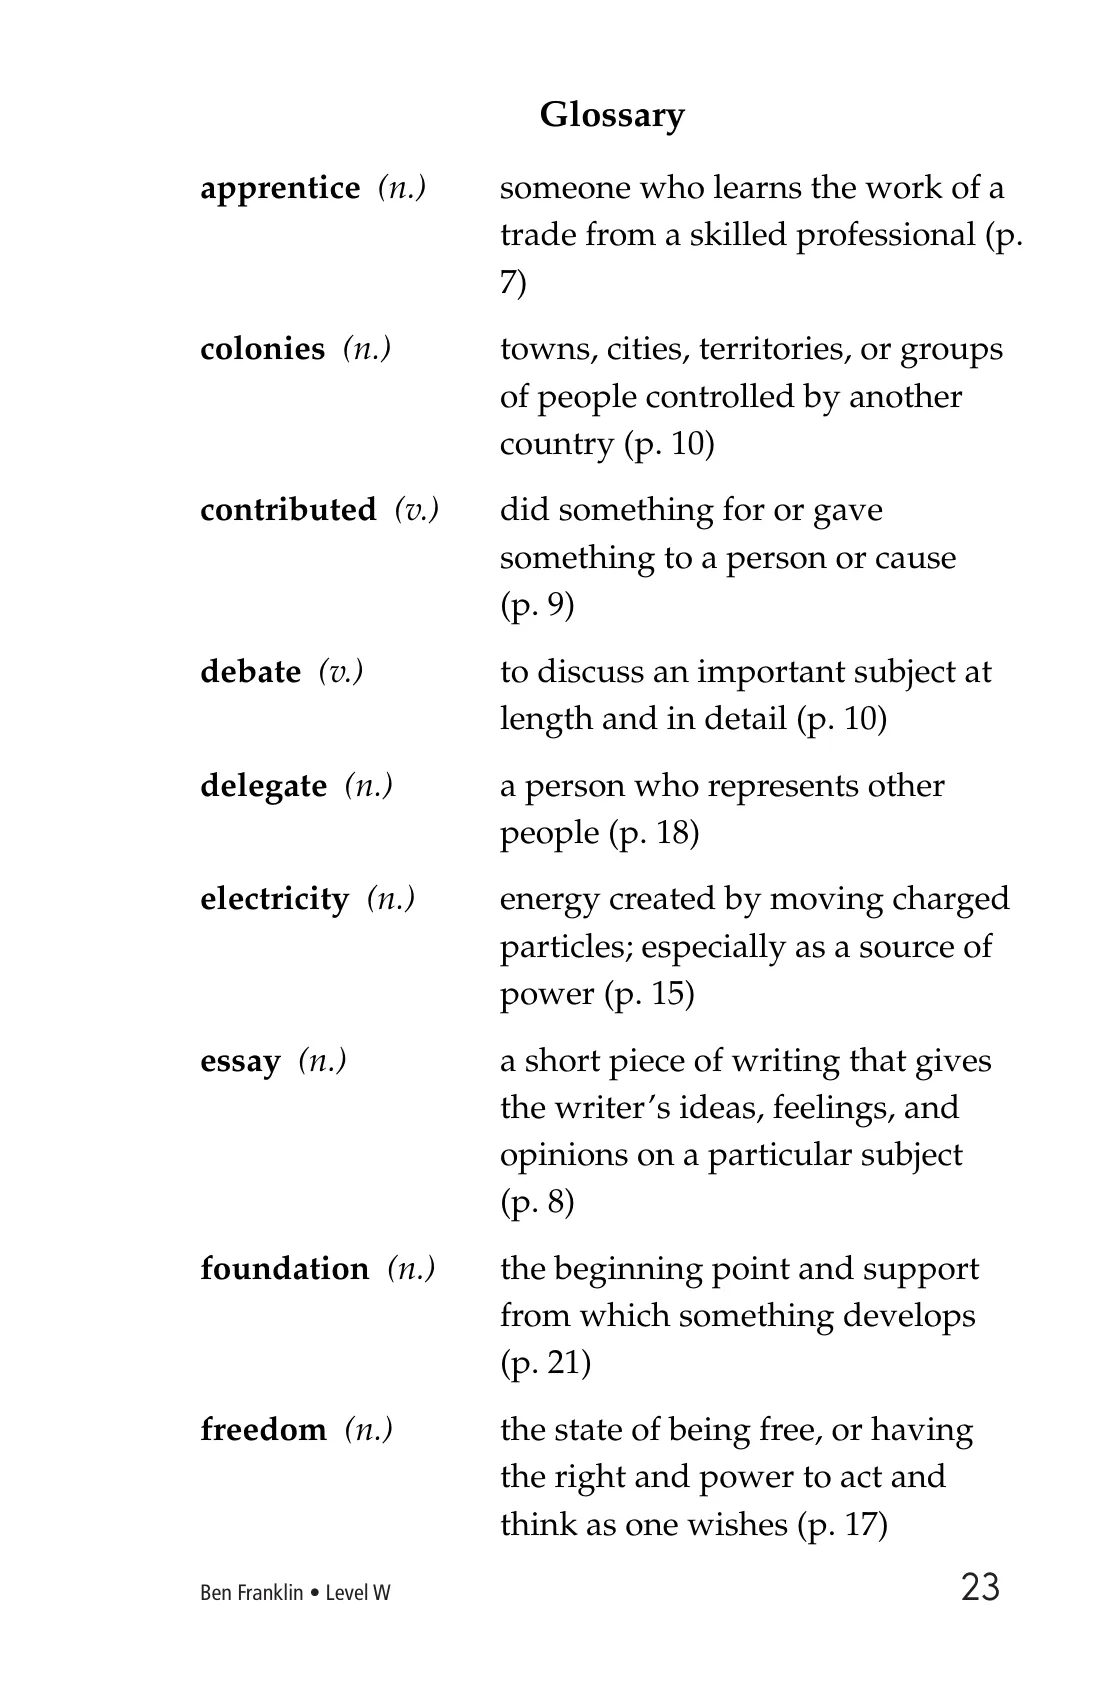 Glossary
apprentice (n.) someone who learns the work of a
trade from a skilled professional (p.
7)
colonies (n.) towns, cities, territories, or groups
of people controlled by another
country (p. 10)
contributed (v.) did something for or gave
something to a person or cause
(p. 9)
debate (v.) to discuss an important subject at
length and in detail (p. 10)
delegate (n.) a person who represents other
people (p. 18)
electricity (n.) energy created by moving charged
particles; especially as a source of
power (p. 15)
essay (n.) a short piece of writing that gives
the writer’s ideas, feelings, and
opinions on a particular subject
(p. 8)
foundation (n.) the beginning point and support
from which something develops
(p. 21)
freedom (n.) the state of being free, or having
the right and power to act and
think as one wishes (p. 17)
Ben Franklin • Level W 23